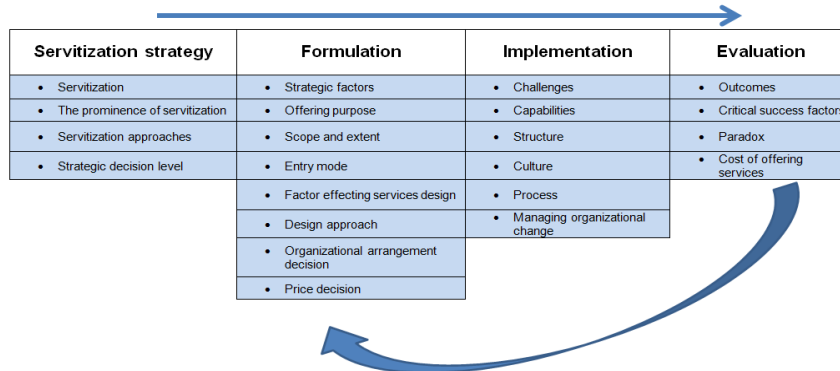 Servitization strategy
Formulation
Implementation
Evaluation
• Servitization
• Strategic factors
• Challenges
• Outcomes
• The prominence of servitization
• Offering purpose
• Capabilities
• Critical success factors
• Servitization approaches
• Scope and extent
• Structure
• Paradox
• Strategic decision level
• Entry mode
• Culture
• Cost of offering
services
• Factor effecting services design
• Process
• Design approach
• Managing organizational
change
• Organizational arrangement
decision
• Price decision